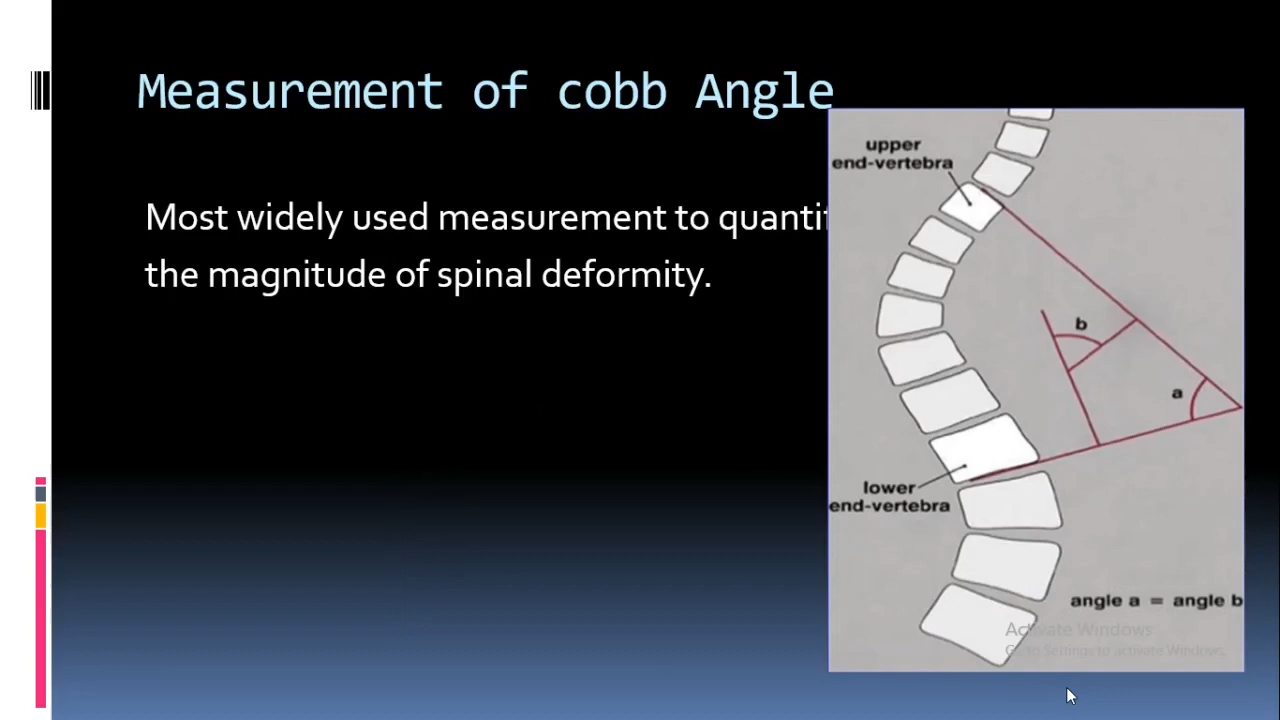 Measurement of cobb Angle
Most widely used measurement to quantif
the magnitude of spinal deformity.
upper
end-vertebra
b
a
lower
end-vertebra
angle a = angle b
Activate Windows
Go to Settings to activate Windows.